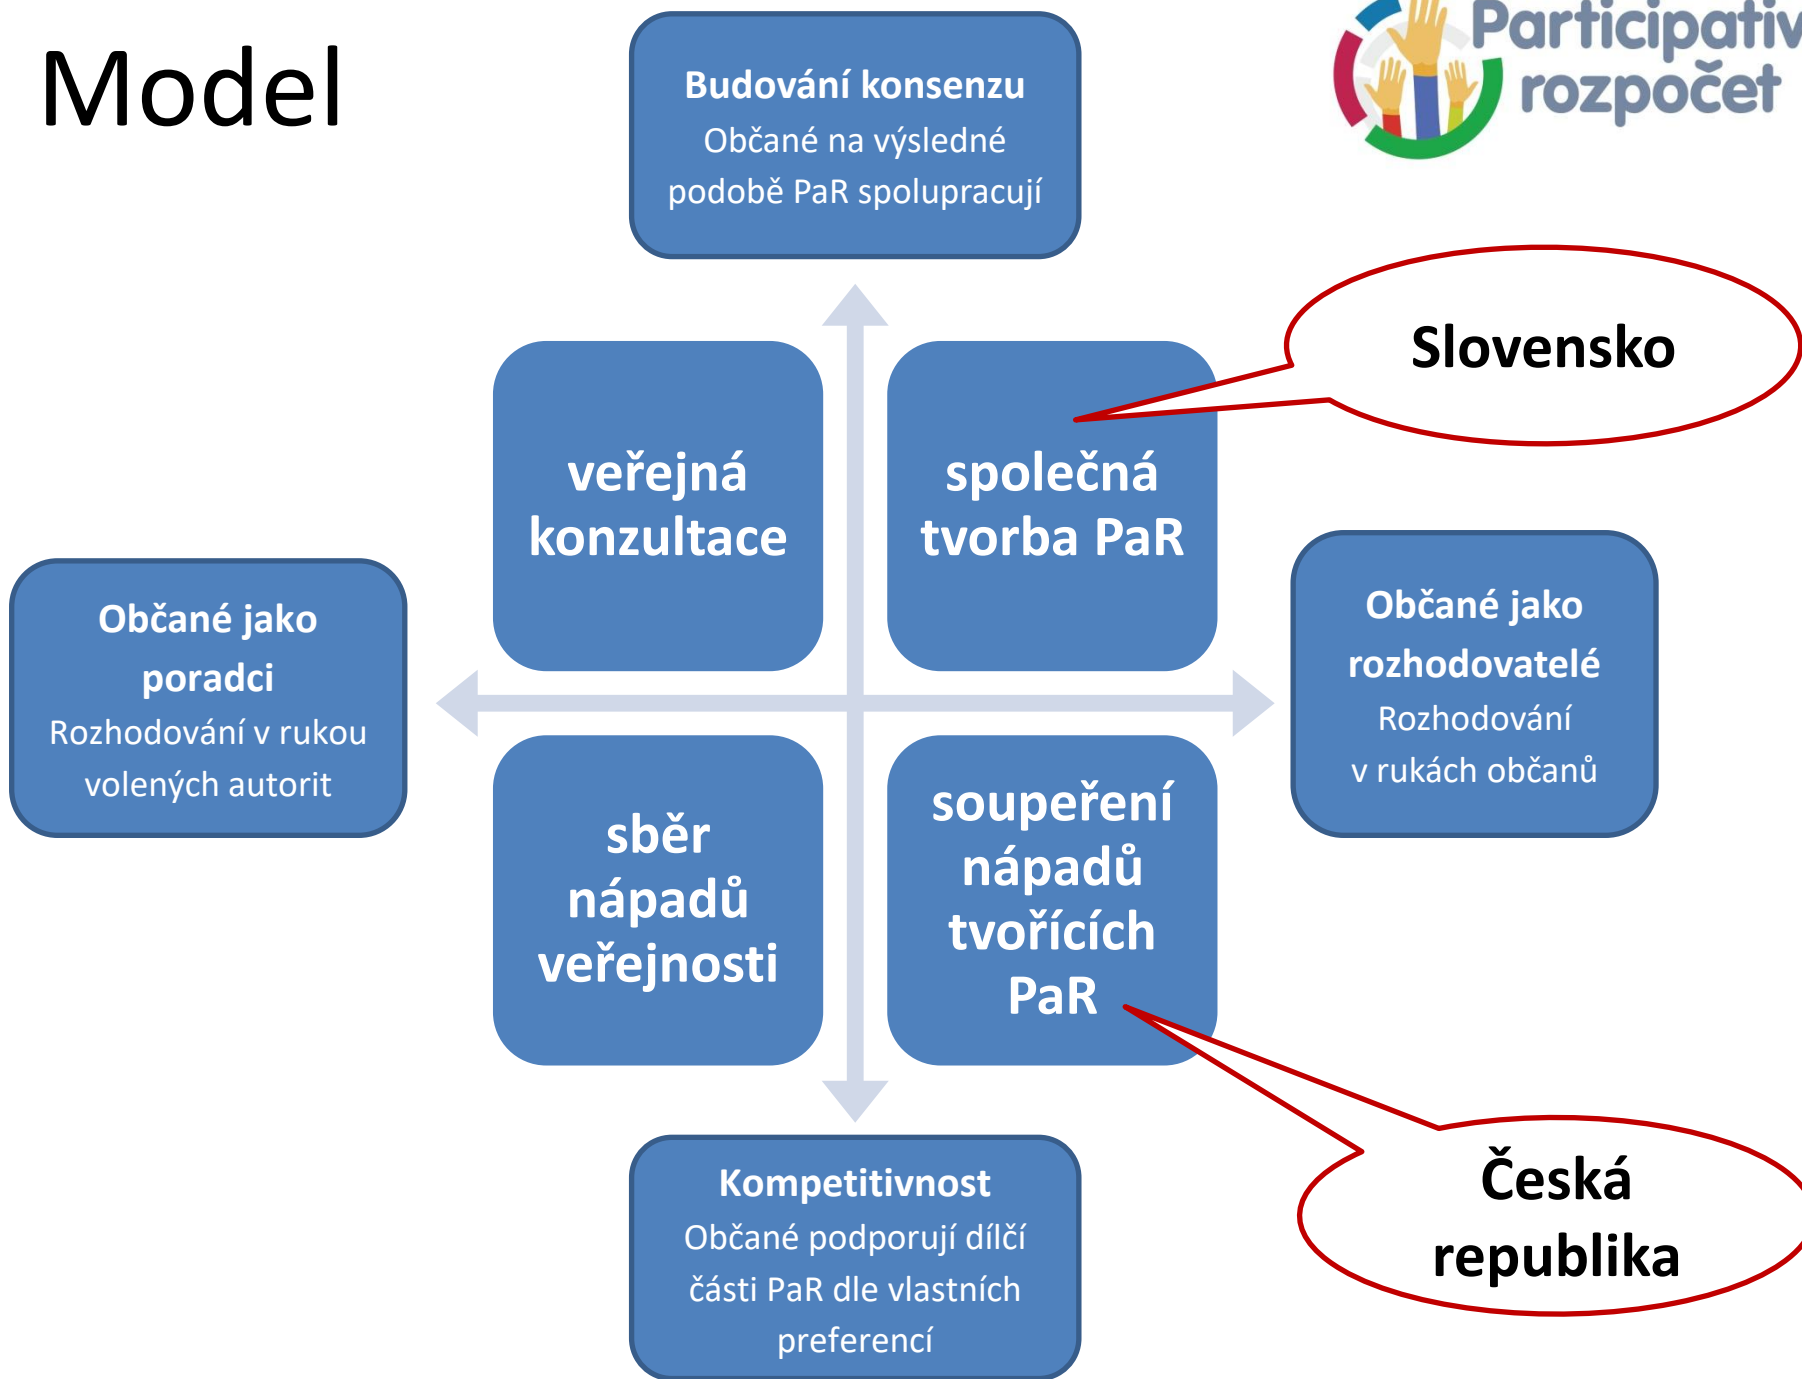 Model
Participativ
rozpočet
Budování konsenzu
Občané na výsledné
podobě PaR spolupracují
Slovensko
veřejná
konzultace
společná
tvorba PaR
Občané jako
poradci
Rozhodování v rukou
volených autorit
Občané jako
rozhodovatelé
Rozhodování
v rukách občanů
sběr
nápadů
veřejnosti
soupeření
nápadů
tvořících
PaR
Kompetitivnost
Občané podporují dílčí
části PaR dle vlastních
preferencí
Česká
republika